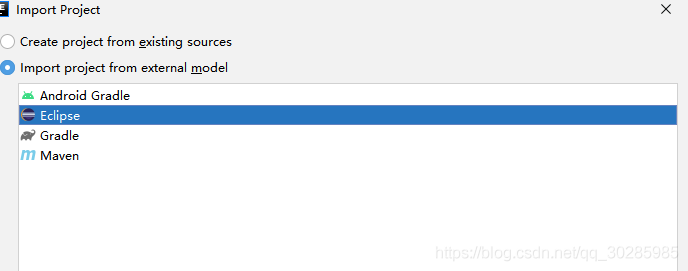 Import Project
Create project from existing sources
Import project from external model
Android Gradle
Eclipse
Gradle
Maven
https://blog.csdn.net/qq_30285985